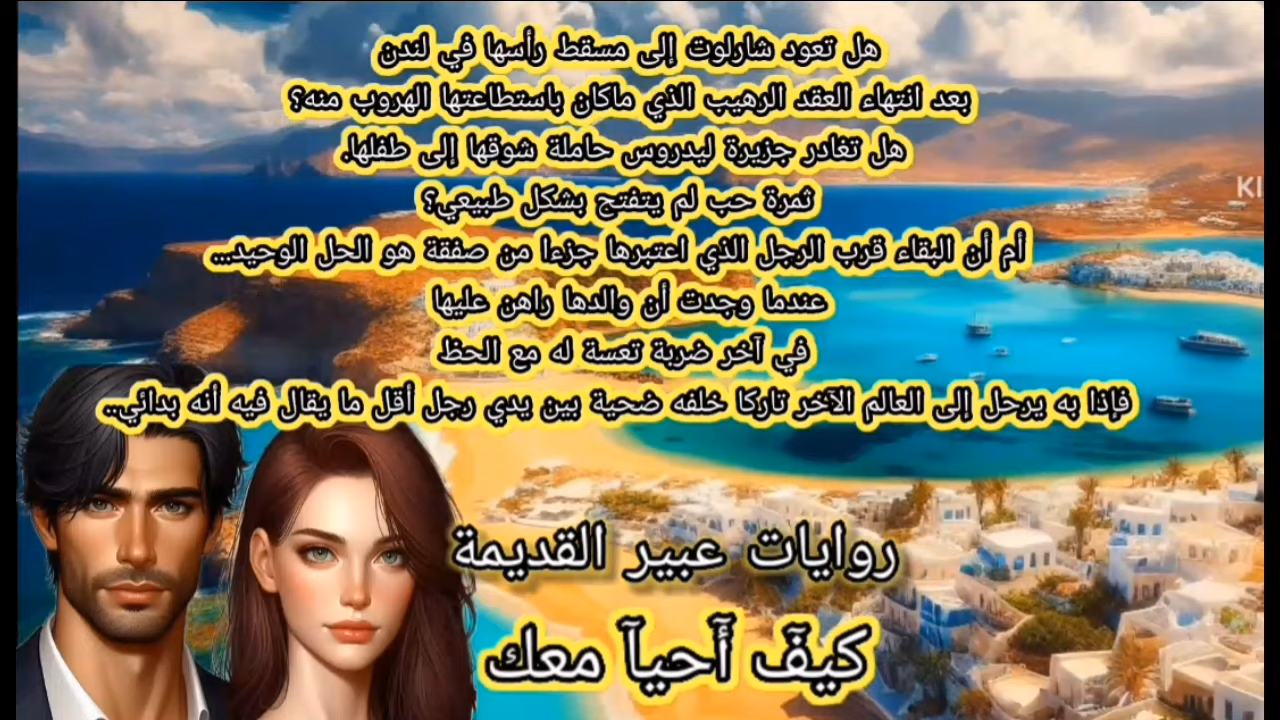 هل تعود شارلوت إلى مسقط رأسها في لندن
بعد انتهاء العقد الرهيب الذي ماكان باستطاعتها الهروب منه؟
هل تغادر جزيرة ليدروس حاملة شوقها إلى طفلها.
ثمرة حب لم يتفتح بشكل طبيعي؟
أم أن البقاء قرب الرجل الذي اعتبرها جزءا من صفقة هو الحل الوحيد...
عندما وجدت أن والدها راهن عليها
في آخر ضربة تعسة له مع الحظ
فإذا به يرحل إلى العالم الآخر تاركا خلفه ضحية بين يدي رجل أقل ما يقال فيه أنه بدائي..
KI
روايات عبير القديمة
كيفَ أَحيآ معك